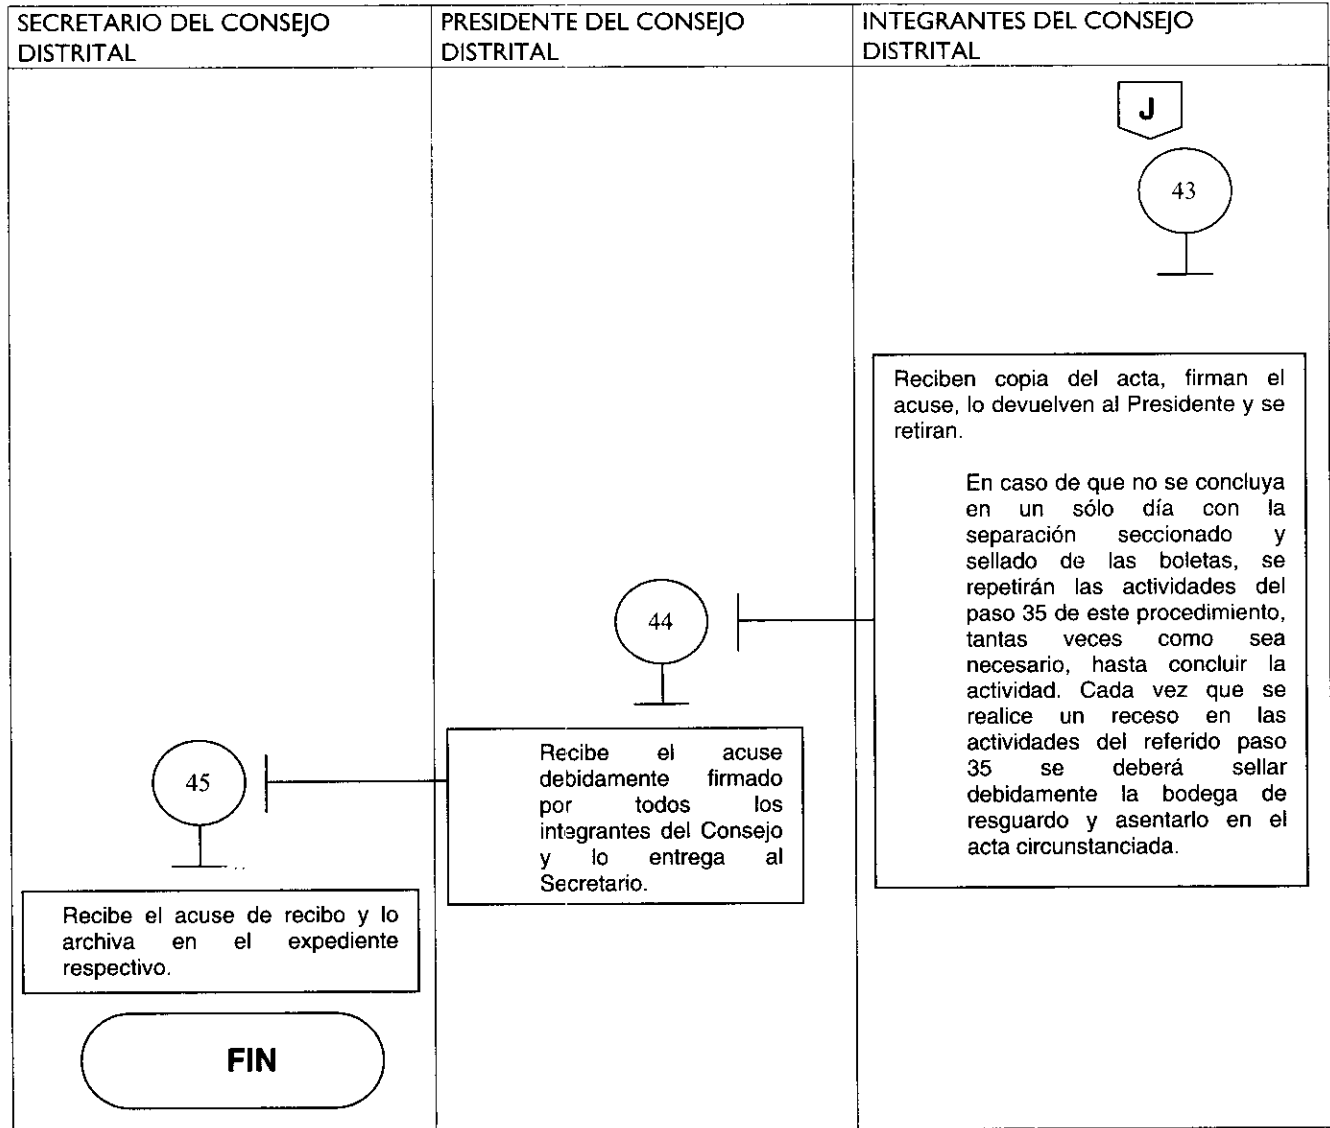 SECRETARIO DEL CONSEJO
DISTRITAL
PRESIDENTE DEL CONSEJO
DISTRITAL
INTEGRANTES DEL CONSEJO
DISTRITAL
J
43
Reciben copia del acta, firman el
acuse, lo devuelven al Presidente y se
retiran.
En caso de que no se concluya
en un sólo día con la
separación seccionado y
sellado de las boletas, se
repetirán las actividades del
paso 35 de este procedimiento,
tantas veces como sea
necesario, hasta concluir la
actividad. Cada vez que se
realice un receso en las
actividades del referido paso
35 se deberá sellar
debidamente la bodega de
resguardo y asentarlo en el
acta circunstanciada.
44
Recibe el acuse
debidamente firmado
por todos los
integrantes del Consejo
y lo entrega al
Secretario.
45
Recibe el acuse de recibo y lo
archiva en el expediente
respectivo.
FIN